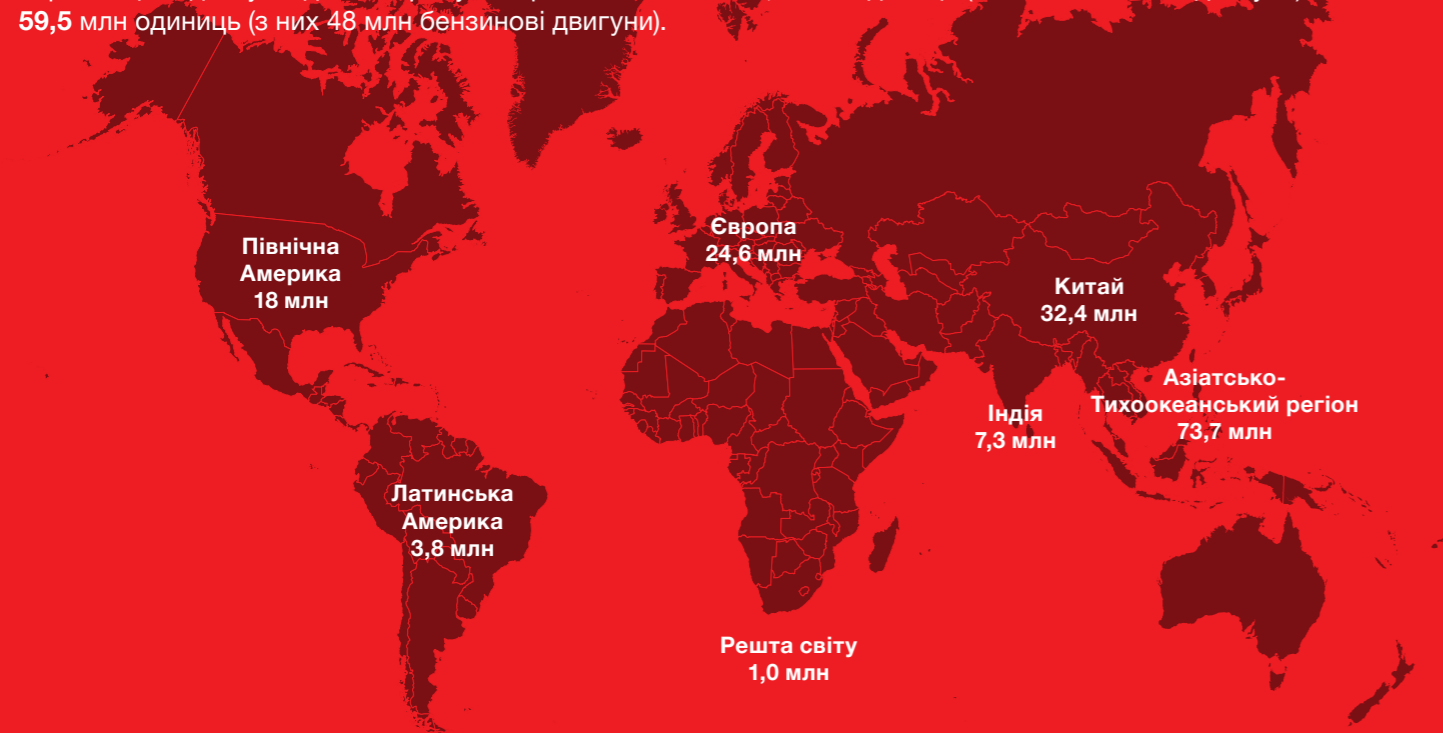 59,5 млн одиниць (з них 48 млн бензинові двигуни).
Північна
Америка
18 млн
Європа
24,6 млн
Китай
32,4 млн
Азіатсько-
Тихоокеанський регіон
73,7 млн
Індія
7,3 млн
Латинська
Америка
3,8 млн
Решта світу
1,0 млн